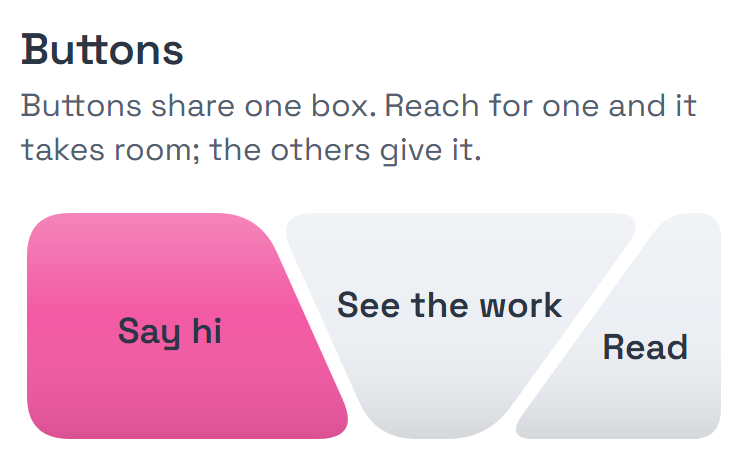 Buttons
Buttons share one box. Reach for one and it
takes room; the others give it.
Say hi
See the work
Read